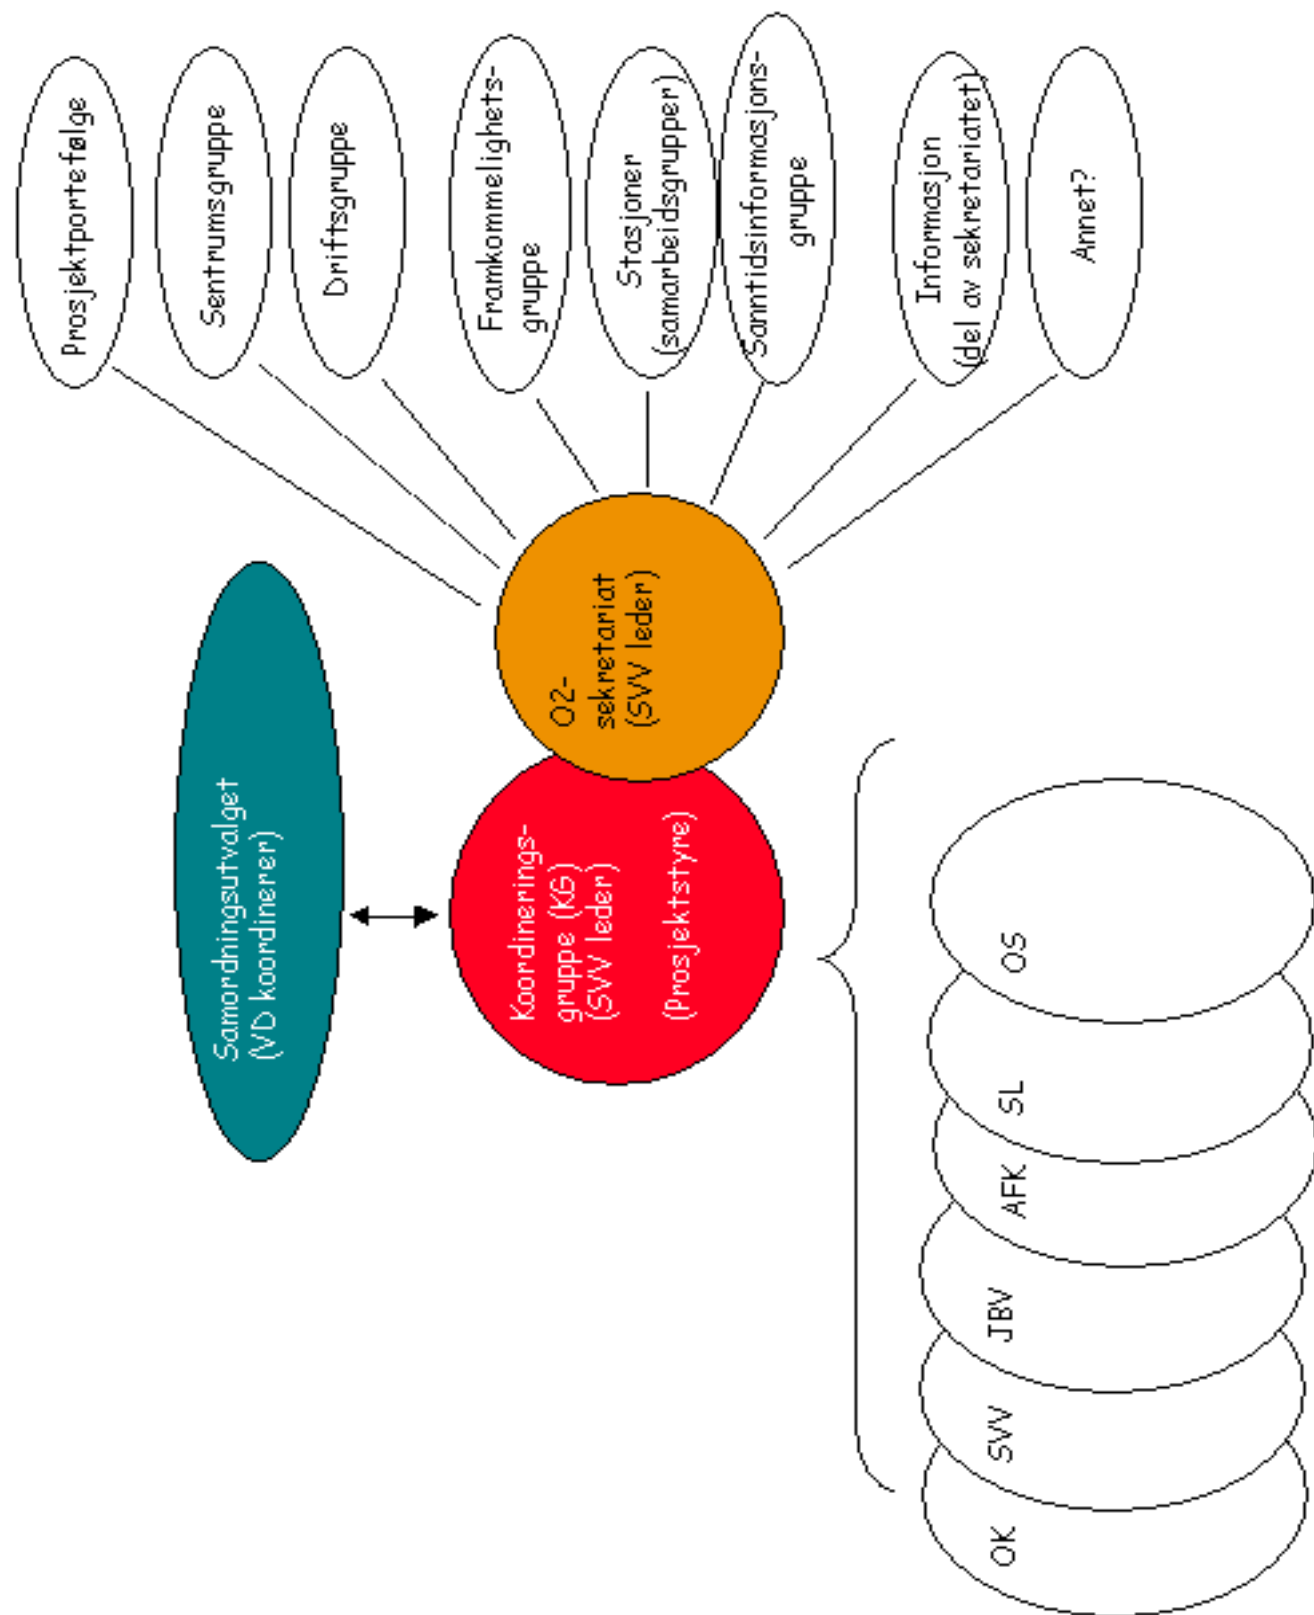 Samordningsutvalget
(VD koordinerer)
Koordinerings-
gruppe (KG)
(SVV leder)
(Prosjektstyre)
O2-
sekretariat
(SVV leder)
Prosjektportefølge
Sentrumsgruppe
Driftsgruppe
Framkommelighets-
gruppe
Stasjoner
(samarbeidsgrupper)
Sanntidsinformasjons-
gruppe
Informasjon
(del av sekretariatet)
Annet?
OK
SVV
JBV
AFK
SL
OS